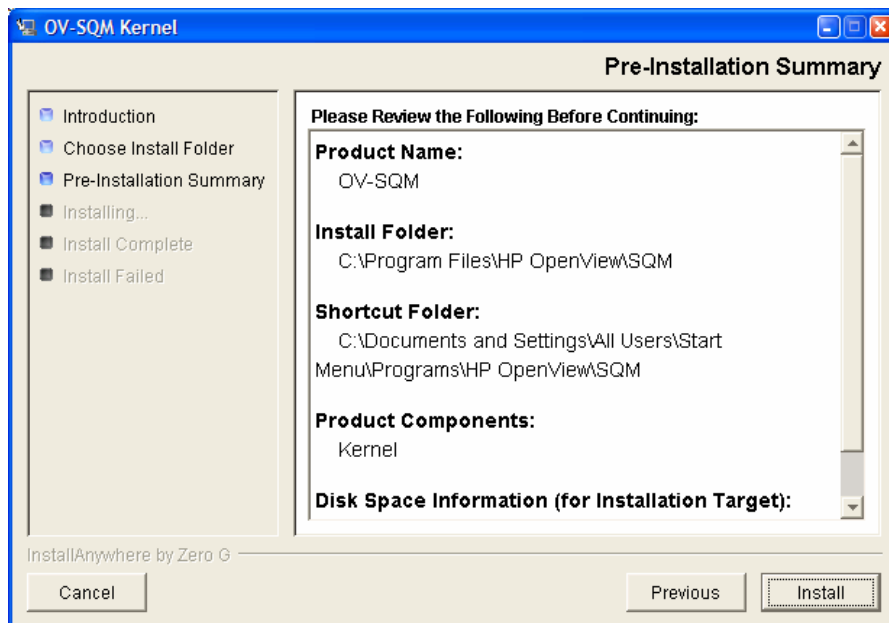 OV-SQM Kernel
Pre-Installation Summary
Introduction
Choose Install Folder
Pre-Installation Summary
Installing...
Install Complete
Install Failed
Please Review the Following Before Continuing:
Product Name:
OV-SQM
Install Folder:
C:\Program Files\HP OpenView\SQM
Shortcut Folder:
C:\Documents and Settings\All Users\Start
Menu\Programs\HP OpenView\SQM
Product Components:
Kernel
Disk Space Information (for Installation Target):
InstallAnywhere by Zero G
Cancel
Previous
Install